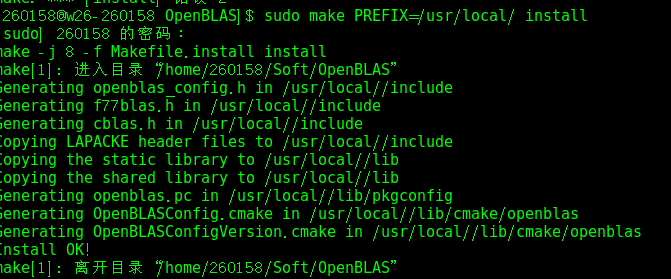 make: *** [install] 错误 2
260158@w26-260158 OpenBLAS]$ sudo make PREFIX=/usr/local/ install
sudo] 260158 的密码：
make -j 8 -f Makefile.install install
make[1]: 进入目录“/home/260158/Soft/OpenBLAS”
Generating openblas_config.h in /usr/local//include
Generating f77blas.h in /usr/local//include
Generating cblas.h in /usr/local//include
Copying LAPACKE header files to /usr/local//include
Copying the static library to /usr/local//lib
Copying the shared library to /usr/local//lib
Generating openblas.pc in /usr/local//lib/pkgconfig
Generating OpenBLASConfig.cmake in /usr/local//lib/cmake/openblas
Generating OpenBLASConfigVersion.cmake in /usr/local//lib/cmake/openblas
Install OK!
make[1]: 离开目录“/home/260158/Soft/OpenBLAS”